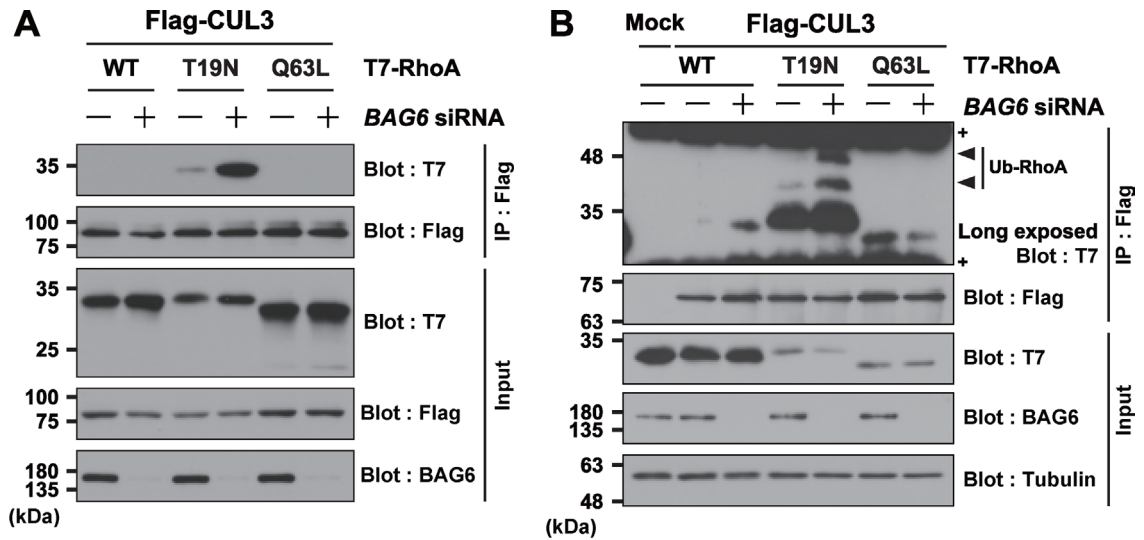 A
Flag-CUL3
WT T19N Q63L T7-RhoA
— + — + — + BAG6 siRNA
35 Blot : T7
100
75 Blot : Flag
IP : Flag
35
25 Blot : T7
100
75 Blot : Flag
180
135 Blot : BAG6
Input
(kDa)
B
Mock Flag-CUL3
WT T19N Q63L T7-RhoA
— — + — + — + BAG6 siRNA
+
48
Ub-RhoA
35
Long exposed
+ Blot : T7
75
63 Blot : Flag
IP : Flag
35 Blot : T7
180
135 Blot : BAG6
63
48 Blot : Tubulin
Input
(kDa)